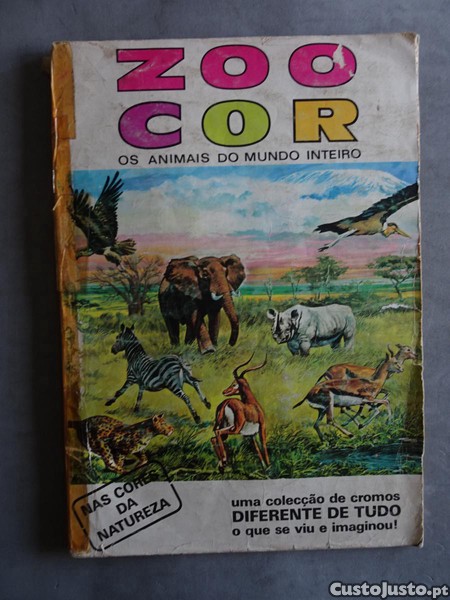 ZOO
COR
OS ANIMAIS DO MUNDO INTEIRO
NAS CORES
DA
NATUREZA
uma colecção de cromos
DIFERENTE DE TUDO
o que se viu e imaginou!
CustoJusto.pt